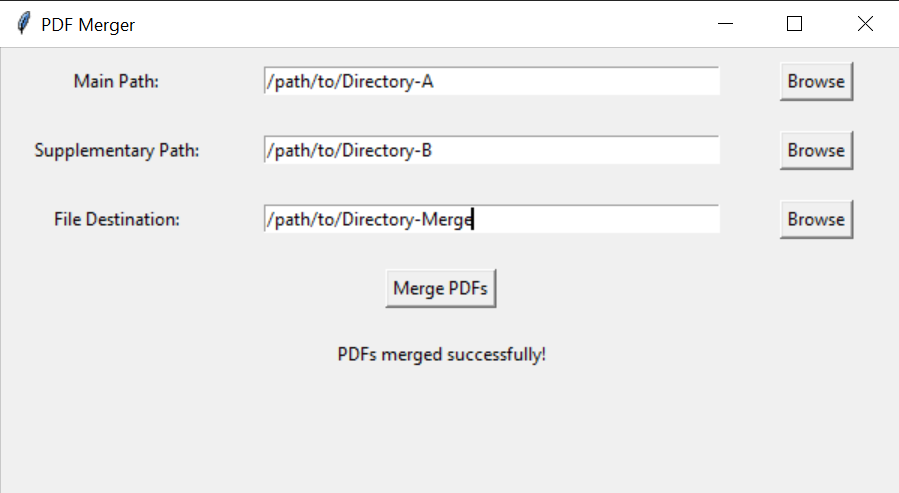 PDF Merger
Main Path: /path/to/Directory-A Browse
Supplementary Path: /path/to/Directory-B Browse
File Destination: /path/to/Directory-Merge Browse
Merge PDFs
PDFs merged successfully!